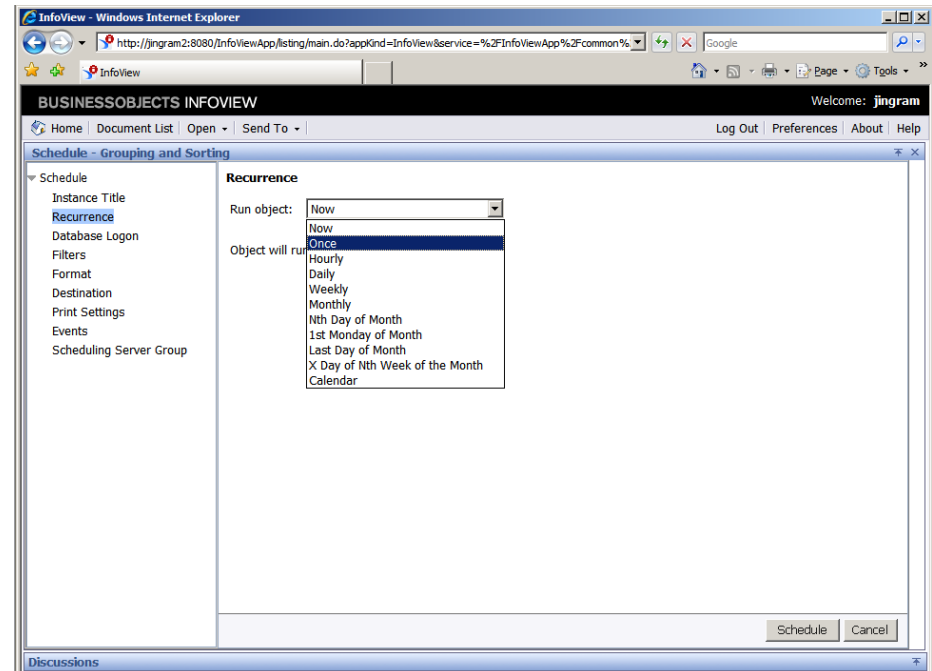 InfoView - Windows Internet Explorer
http://jingram2:8080/InfoViewApp/listing/main.do?appKind=InfoView&service=%2FInfoViewApp%2Fcommon%.
Google
InfoView
Page
Tools
»
BUSINESSOBJECTS INFOVIEW
Welcome: jingram
Home Document List Open Send To
Log Out Preferences About Help
Schedule - Grouping and Sorting
Schedule
Instance Title
Recurrence
Database Logon
Filters
Format
Destination
Print Settings
Events
Scheduling Server Group
Recurrence
Run object: Now
Object will ru
Now
Once
Hourly
Daily
Weekly
Monthly
Nth Day of Month
1st Monday of Month
Last Day of Month
X Day of Nth Week of the Month
Calendar
Schedule Cancel
Discussions